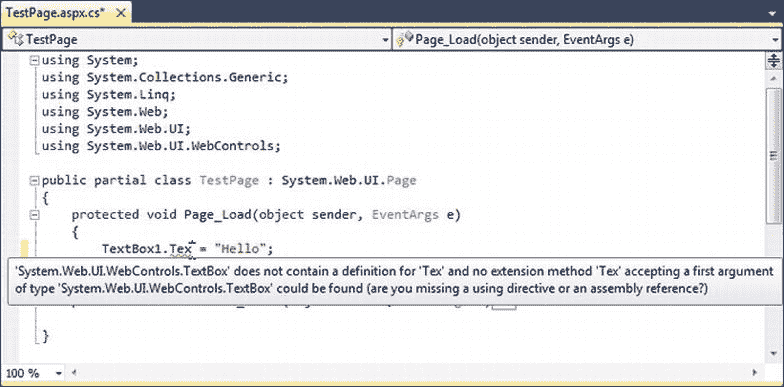 TestPage.aspx.cs*
TestPage
Page_Load(object sender, EventArgs e)
using System;
using System.Collections.Generic;
using System.Linq;
using System.Web;
using System.Web.UI;
using System.Web.UI.WebControls;
public partial class TestPage : System.Web.UI.Page
{
protected void Page_Load(object sender, EventArgs e)
{
TextBox1.Tex = "Hello";
'System.Web.UI.WebControls.TextBox' does not contain a definition for 'Tex' and no extension method 'Tex' accepting a first argument
of type 'System.Web.UI.WebControls.TextBox' could be found (are you missing a using directive or an assembly reference?)
}
100 %